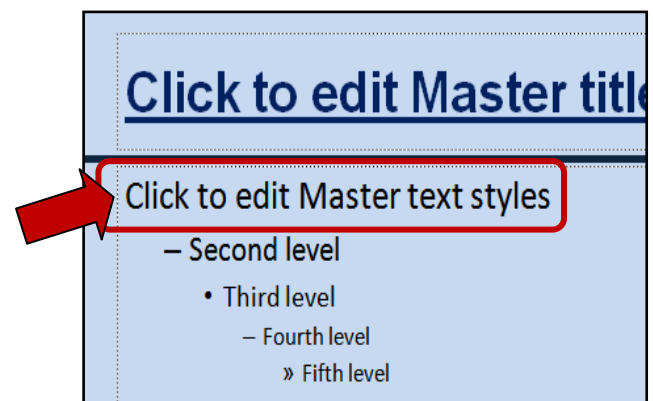 Click to edit Master title
Click to edit Master text styles
– Second level
• Third level
– Fourth level
» Fifth level